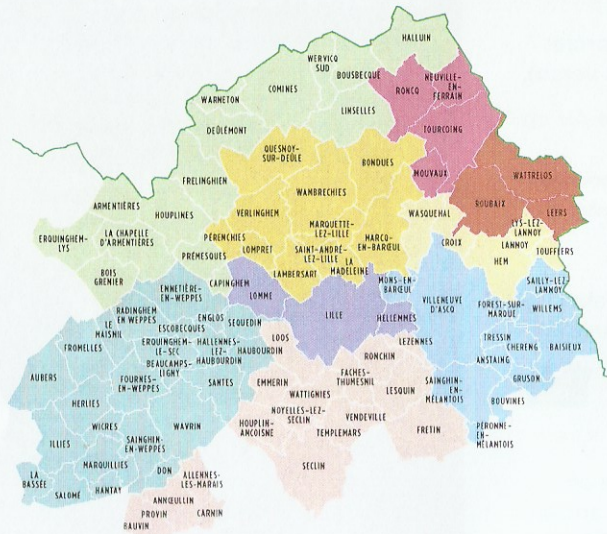 HALLUIN
WERVICQ
SUD
BOUSBECQUE
RONCQ
NEUVILLE-
EN-
FERRAIN
COMINES
WARNETON
LINSELLES
TOURCOING
DEÛLÉMONT
QUESNOY-
SUR-DEÛLE
BONDUES
MOUVAUX
WATTRELOS
FRELINGHIEN
WAMBRECHIES
ROUBAIX
LEERS
ARMENTIÈRES
HOUPLINES
VERLINGHEM
MARQUETTE-
LEZ-LILLE
WASQUEHAL
LYS-LEZ-
LANNOY
LA CHAPELLE
D'ARMENTIÈRES
ERQUINGHEM-
LYS
PÉRENCHIES
LOMPRET
SAINT-ANDRÉ
LEZ-LILLE
MARCQ-
EN-BARŒUL
CROIX
LANNOY
TOUFFLERS
PRÉMESQUES
LA
MADELEINE
HEM
BOIS
GRENIER
LAMBERSART
CAPINGHEM
ENNETIÈRE-
EN-WEPPES
LOMME
MONS-EN-
BARŒUL
SAILLY-LEZ
LANNOY
VILLENEUVE
D'ASCQ
FOREST-SUR-
MARQUE
WILLEMS
RADINGHEM
EN WEPPES
ENGLOS
SEQUEDIN
LILLE
HELLEMMES
LE
MAISNIL
ESCOBECQUES
FROMELLES
ERQUINGHEM-
LE-SEC
HALLENNES-
LEZ-
HAUBOURDIN
HAUBOURDIN
LOOS
LEZENNES
TRESSIN
CHERENG
BAISIEUX
ANSTAING
BEAUCAMPS-
LIGNY
RONCHIN
AUBERS
FOURNES-
EN-WEPPES
SANTES
EMMERIN
FACHES-
THUMESNIL
LESQUIN
SAINGHIN-
EN-
MÉLANTOIS
GRUSON
WATTIGNIES
BOUVINES
HERLIES
NOYELLES-LEZ-
SECLIN
VENDEVILLE
HOUPLIN-
ANCOISNE
TEMPLEMARS
FRETIN
PÉRONNE-
EN-
MÉLANTOIS
WICRES
WAVRIN
ILLIES
SAINGHIN-
EN-WEPPES
MARQUILLIES
DON
SECLIN
LA
BASSÉE
SALOMÉ
HANTAY
ALLENNES-
LES-MARAIS
ANNŒULLIN
PROVIN
CARNIN
BAUVIN